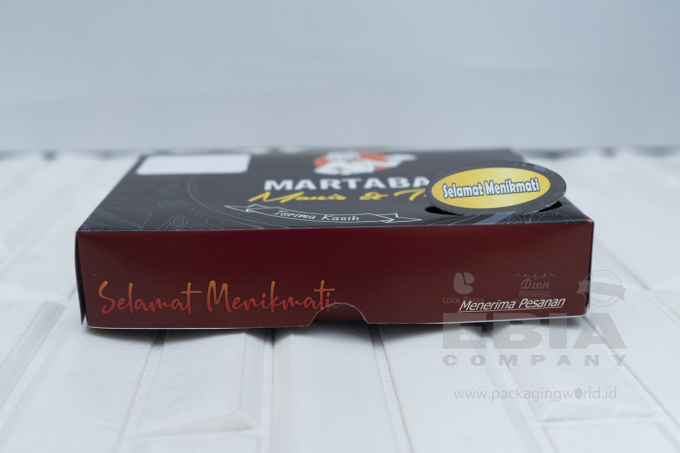 MARTABA
Manis & T
Selamat Menikmati
Terima Kasih
Selamat Menikmati
Dion
Menerima Pesanan
EBIA
COMPANY
www.packagingworld.id